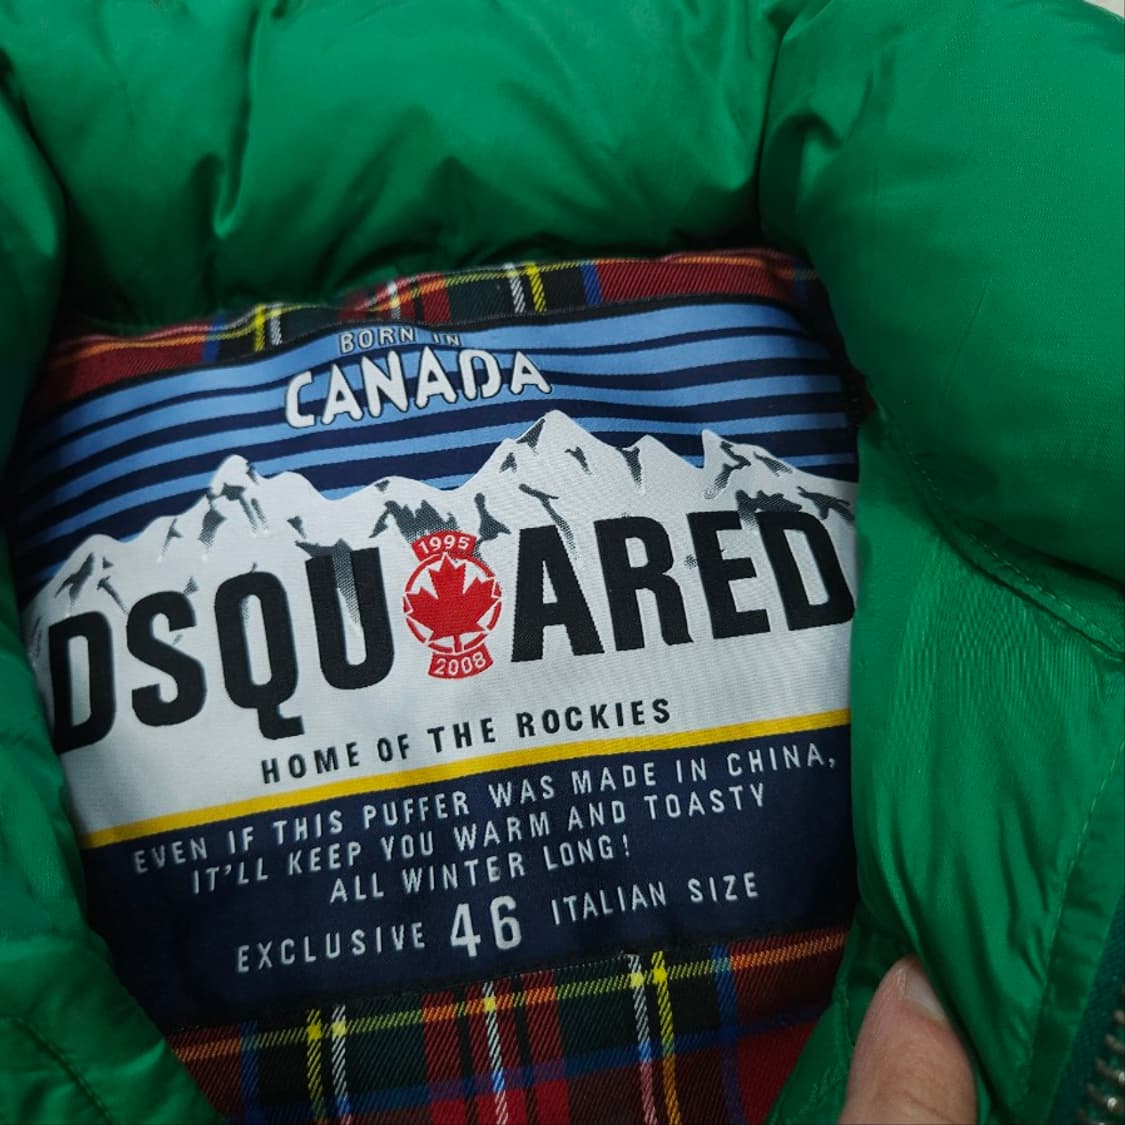 BORN IN
CANADA
1995
DSQU ARED
2008
HOME OF THE ROCKIES
EVEN IF THIS PUFFER WAS MADE IN CHINA,
IT'LL KEEP YOU WARM AND TOASTY
ALL WINTER LONG!
EXCLUSIVE 46 ITALIAN SIZE